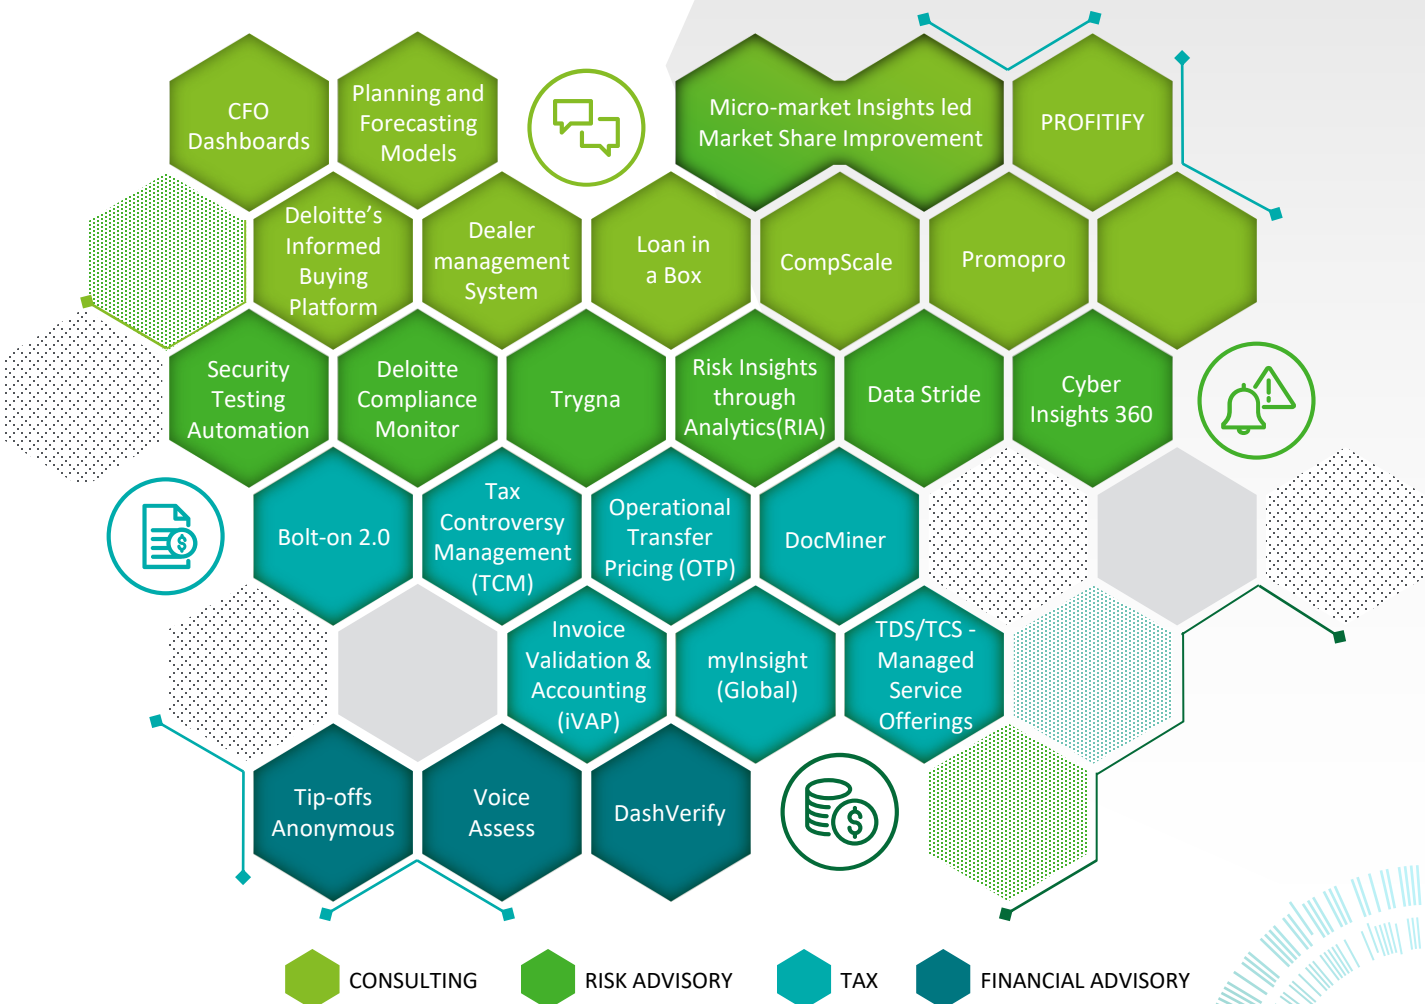 CFO
Dashboards
Planning and
Forecasting
Models
Micro-market Insights led
Market Share Improvement
PROFITIFY
Deloitte’s
Informed
Buying
Platform
Dealer
management
System
Loan in
a Box
CompScale
Promopro
Security
Testing
Automation
Deloitte
Compliance
Monitor
Trygna
Risk Insights
through
Analytics(RIA)
Data Stride
Cyber
Insights 360
Bolt-on 2.0
Tax
Controversy
Management
(TCM)
Operational
Transfer
Pricing (OTP)
DocMiner
Invoice
Validation &
Accounting
(iVAP)
myInsight
(Global)
TDS/TCS -
Managed
Service
Offerings
Tip-offs
Anonymous
Voice
Assess
DashVerify
$
$
CONSULTING
RISK ADVISORY
TAX
FINANCIAL ADVISORY